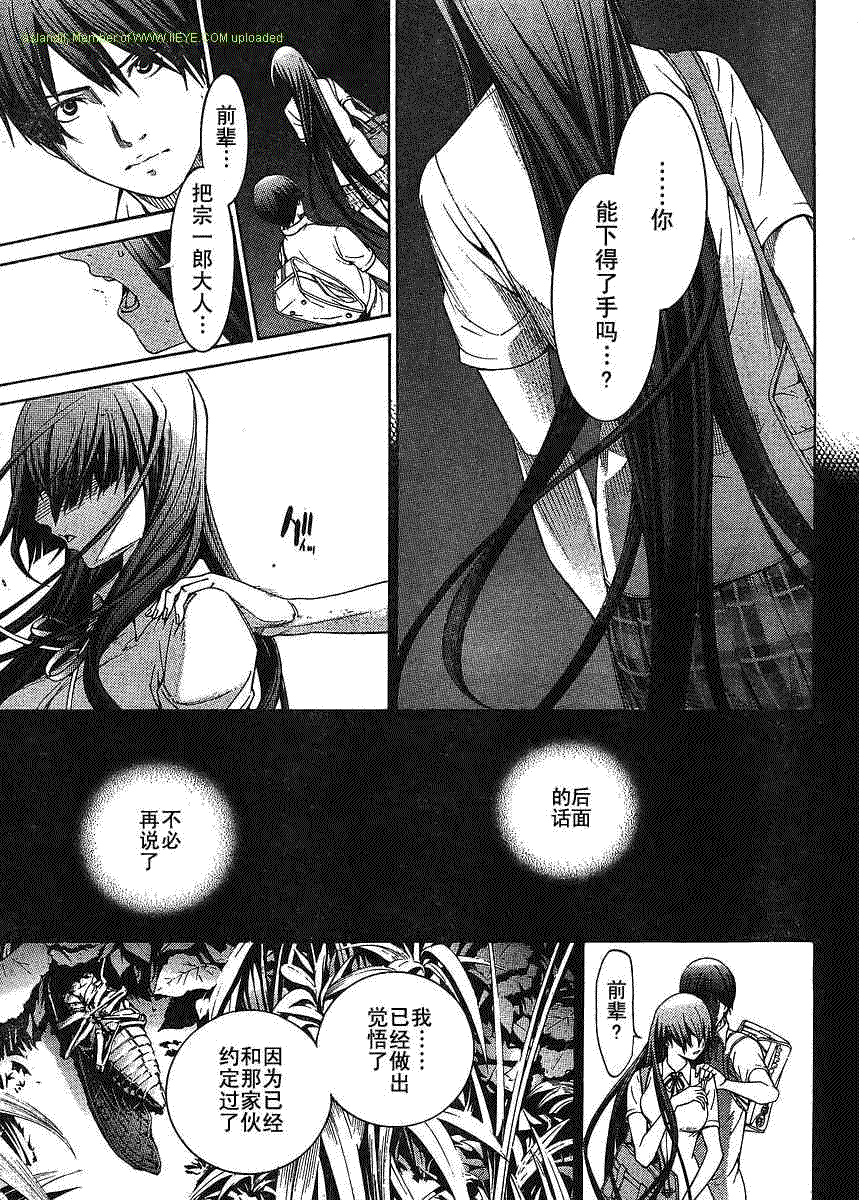 aslandif, Member of WWW.IIEYE.COM uploaded
……你
能下得了手吗…?
前辈…
把宗一郎大人…
后面
的话
不必
再说了
前辈?
我……
已经做出
觉悟了
因为已经
和那家伙
约定过了